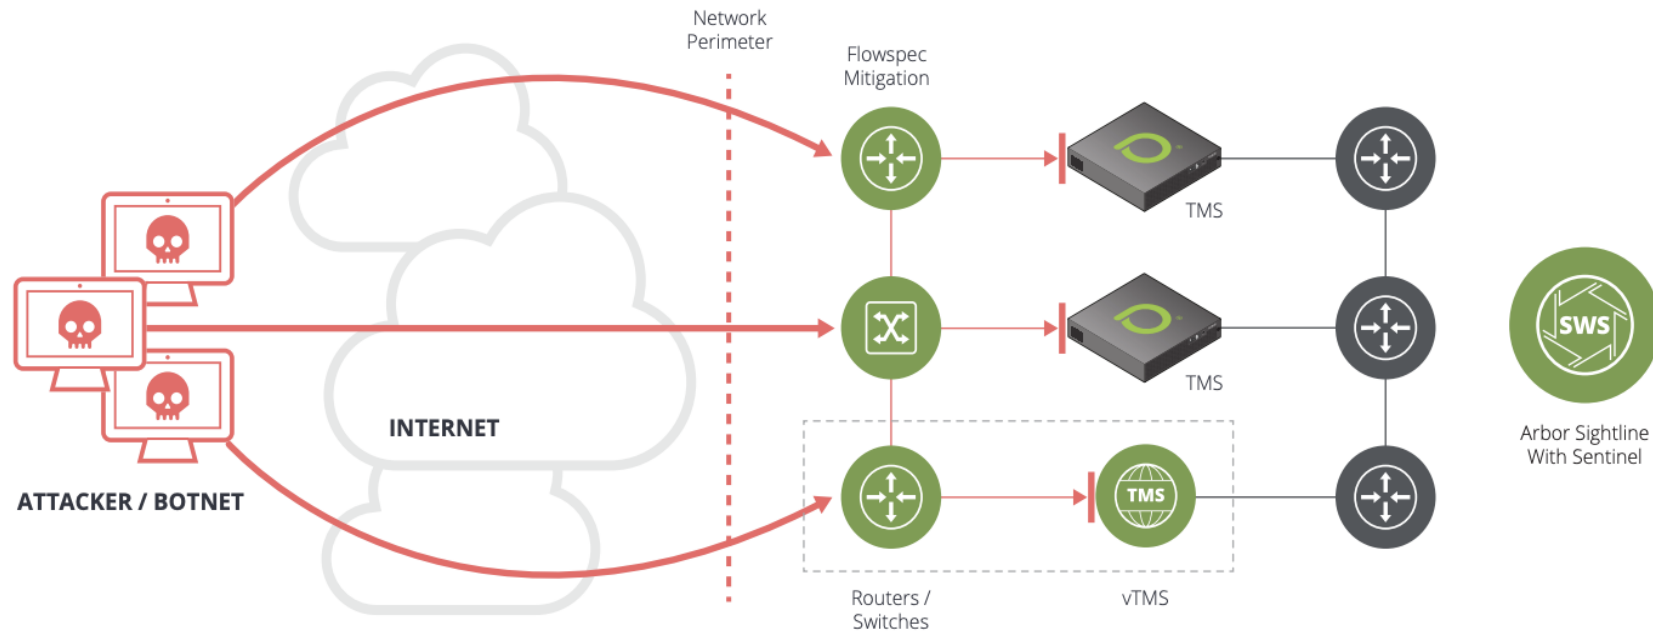 Network
Perimeter
Flowspec
Mitigation
TMS
TMS
INTERNET
ATTACKER / BOTNET
TMS
SWS
Arbor Sightline
With Sentinel
Routers /
Switches
vTMS